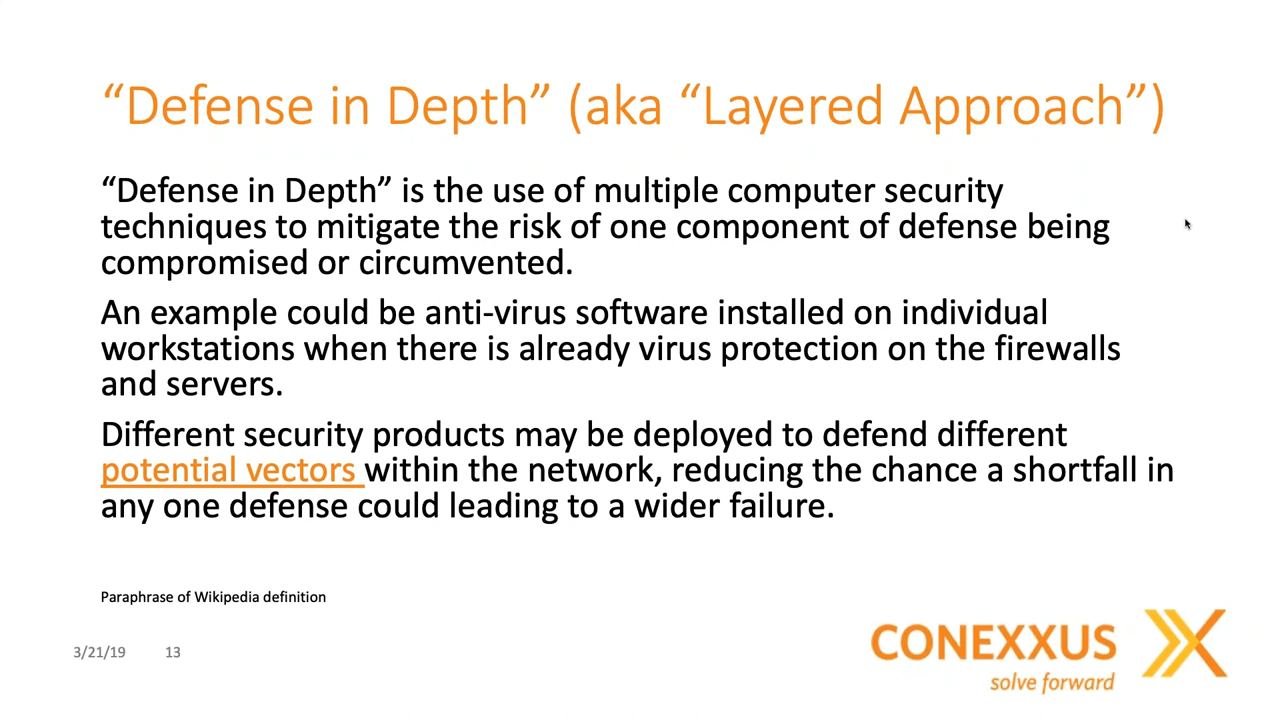 “Defense in Depth” (aka “Layered Approach”)
“Defense in Depth” is the use of multiple computer security
techniques to mitigate the risk of one component of defense being
compromised or circumvented.
An example could be anti-virus software installed on individual
workstations when there is already virus protection on the firewalls
and servers.
Different security products may be deployed to defend different
potential vectors within the network, reducing the chance a shortfall in
any one defense could leading to a wider failure.
Paraphrase of Wikipedia definition
3/21/19 13
CONEXXUS
solve forward